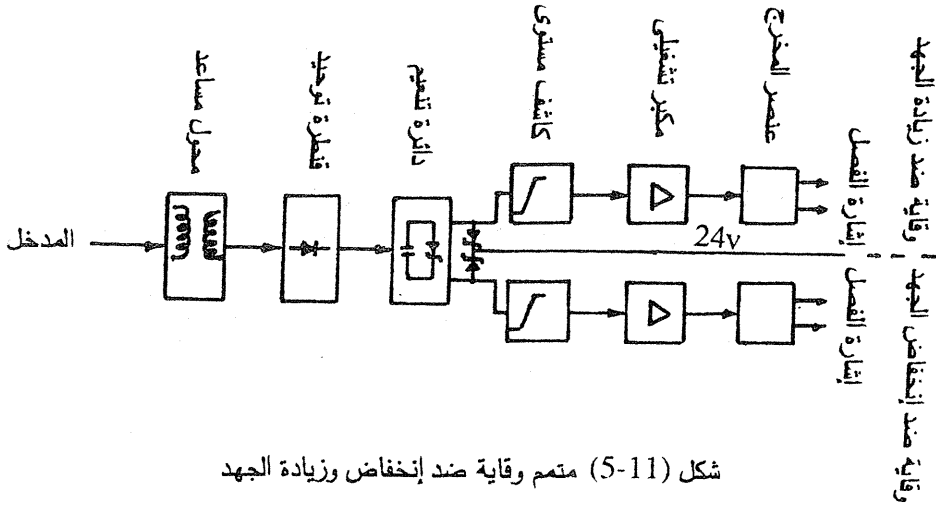 محول مساعد
قنطرة توحيد
دائرة تنعيم
كاشف مستوى
مكبر تشغيلى
عنصر المخرج
إشارة الفصل
وقاية ضد زيادة الجهد
المدخل
24v
إشارة الفصل
وقاية ضد إنخفاض الجهد
شكل (11-5) متمم وقاية ضد إنخفاض وزيادة الجهد